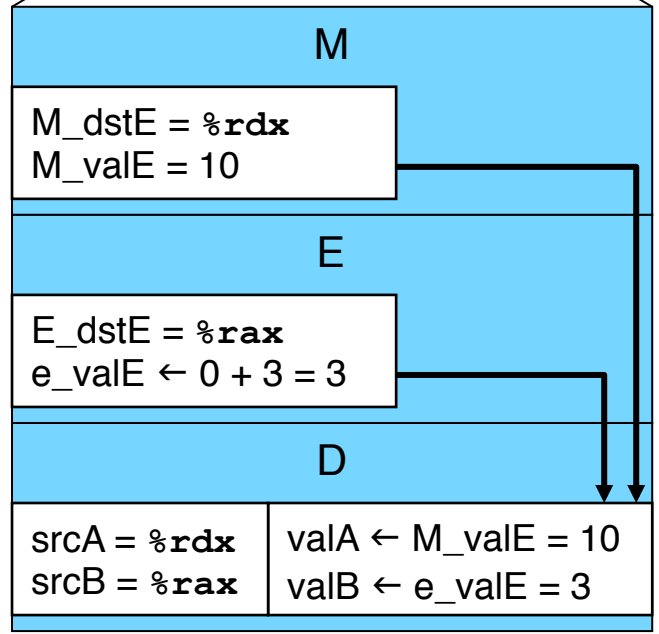 M
M_dstE = %rdx
M_valE = 10
E
E_dstE = %rax
e_valE ← 0 + 3 = 3
D
srcA = %rdx
srcB = %rax
valA ← M_valE = 10
valB ← e_valE = 3